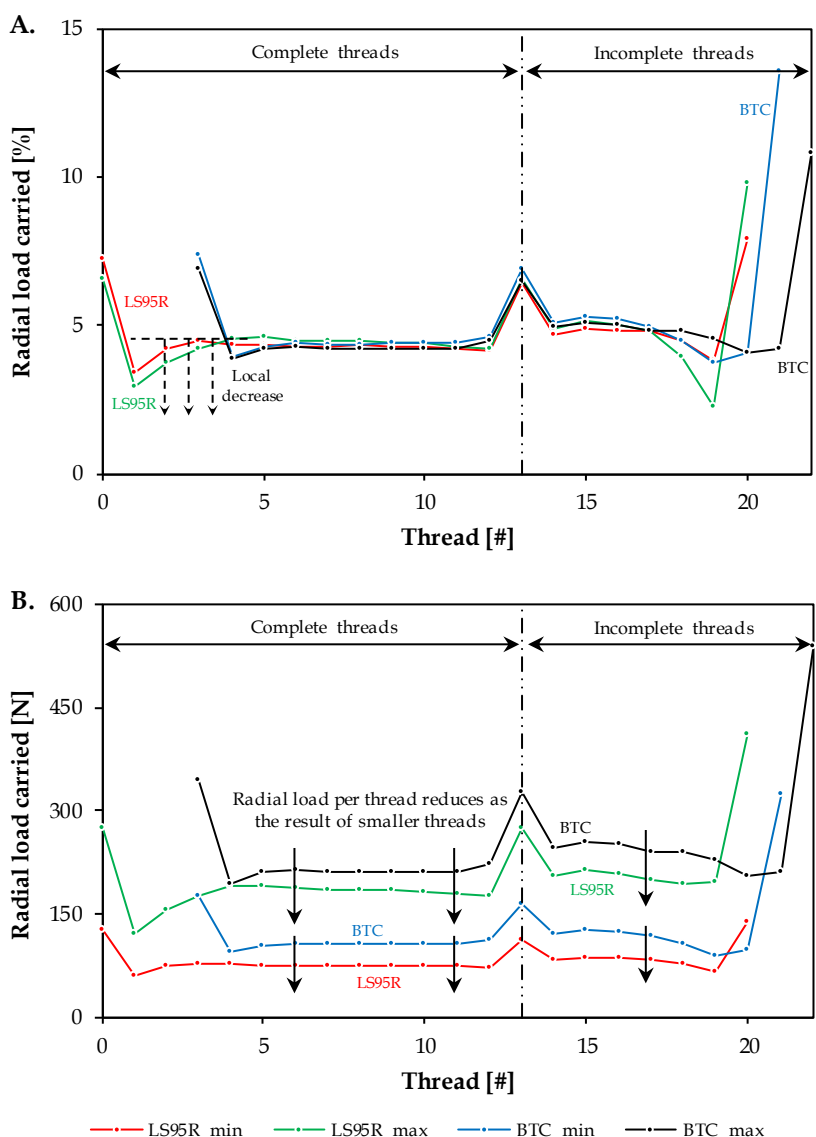 A.
Radial load carried [%]
15
10
5
0
Complete threads
Incomplete threads
BTC
LS95R
LS95R
Local
decrease
BTC
0
5
10
15
20
Thread [#]
B.
Radial load carried [N]
600
450
300
150
0
Complete threads
Incomplete threads
Radial load per thread reduces as
the result of smaller threads
BTC
LS95R
BTC
LS95R
0
5
10
15
20
Thread [#]
LS95R min
LS95R max
BTC min
BTC max